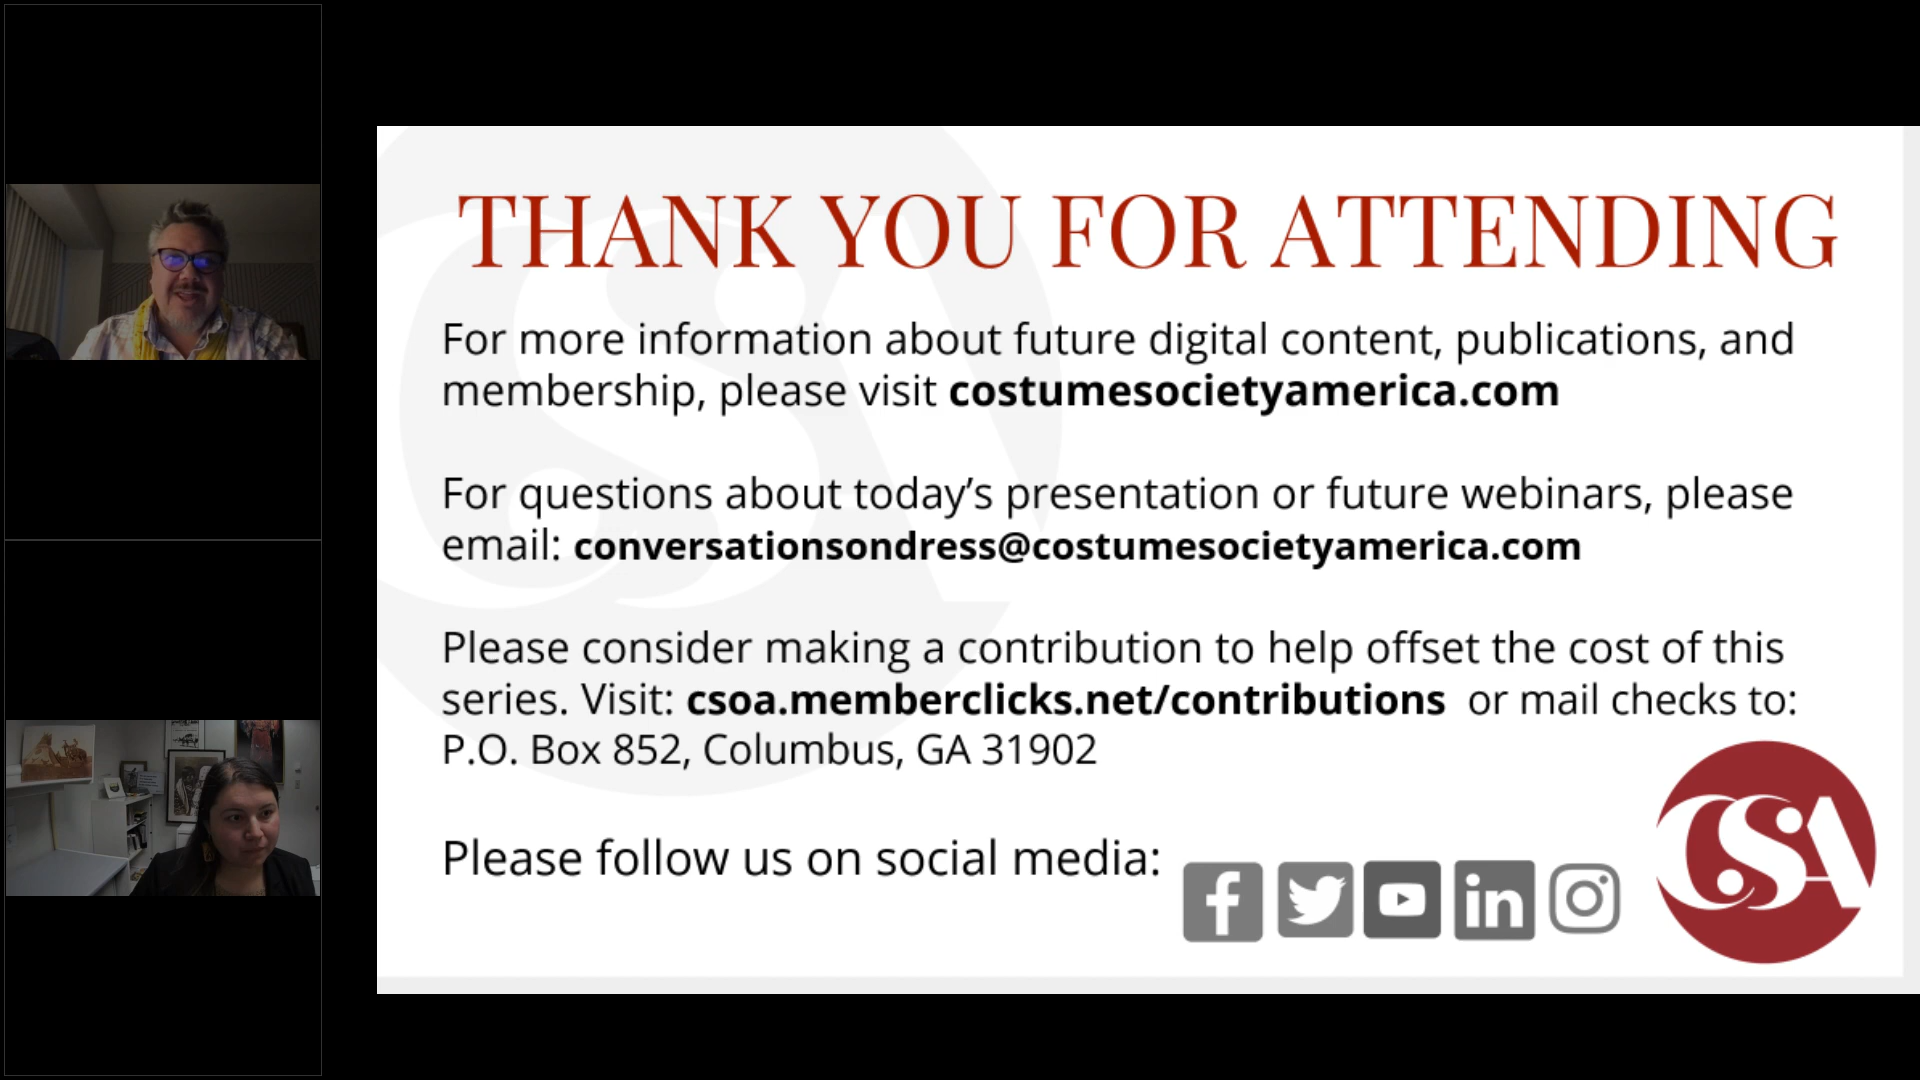 THANK YOU FOR ATTENDING
For more information about future digital content, publications, and
membership, please visit costumesocietyamerica.com
For questions about today’s presentation or future webinars, please
email: conversationsondress@costumesocietyamerica.com
Please consider making a contribution to help offset the cost of this
series. Visit: csoa.memberclicks.net/contributions or mail checks to:
P.O. Box 852, Columbus, GA 31902
Please follow us on social media:
CSA